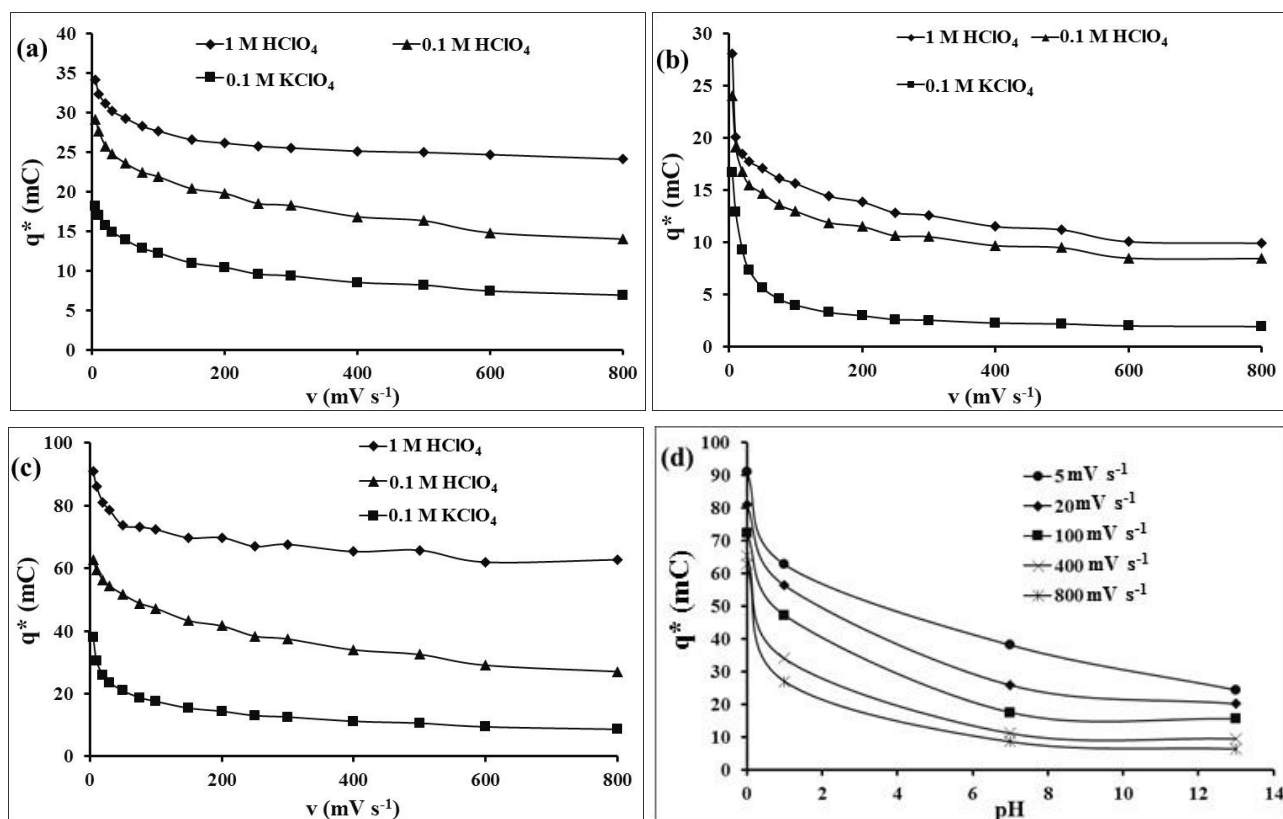 (a)
1 M HClO₄
0.1 M HClO₄
0.1 M KClO₄
q* (mC)
40
35
30
25
20
15
10
5
0
0 200 400 600 800
v (mV s⁻¹)
(b)
1 M HClO₄
0.1 M HClO₄
0.1 M KClO₄
q* (mC)
30
25
20
15
10
5
0
0 200 400 600 800
v (mV s⁻¹)
(c)
1 M HClO₄
0.1 M HClO₄
0.1 M KClO₄
q* (mC)
100
80
60
40
20
0
0 200 400 600 800
v (mV s⁻¹)
(d)
5 mV s⁻¹
20 mV s⁻¹
100 mV s⁻¹
400 mV s⁻¹
800 mV s⁻¹
q* (mC)
100
90
80
70
60
50
40
30
20
10
0
0 2 4 6 8 10 12 14
pH